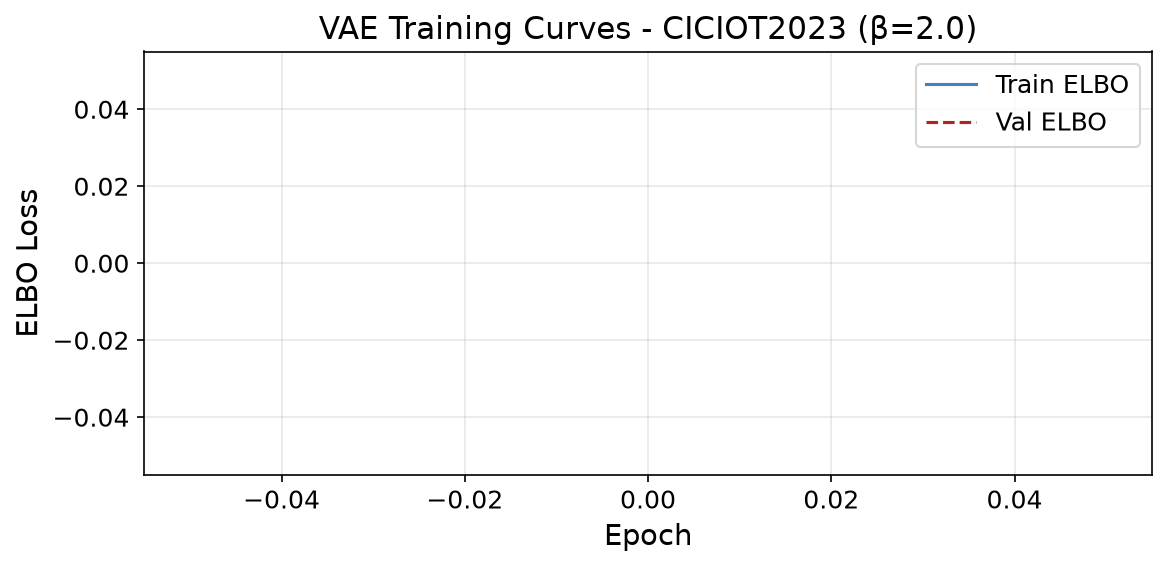 VAE Training Curves - CICIOT2023 (β=2.0)
Train ELBO
Val ELBO
ELBO Loss
0.04
0.02
0.00
−0.02
−0.04
−0.04 −0.02 0.00 0.02 0.04
Epoch